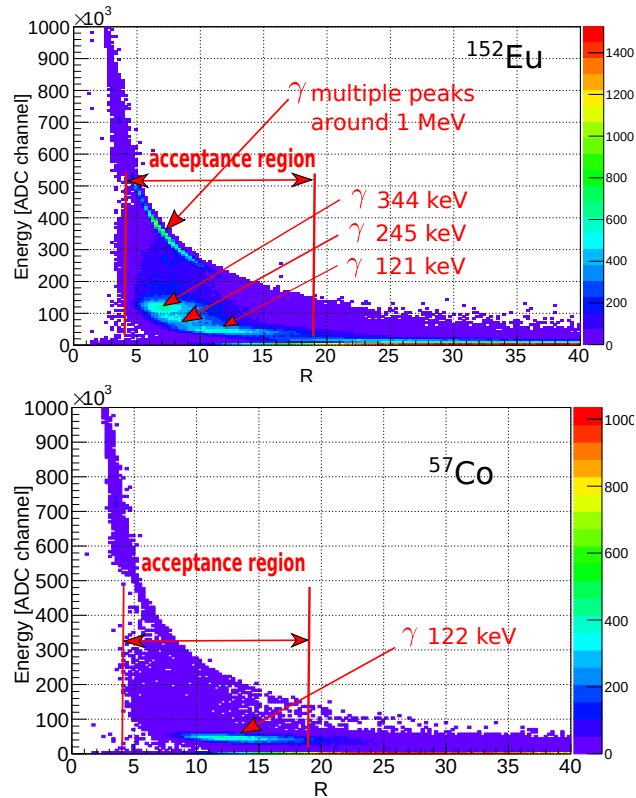 ×10³
1000
900
800
700
600
500
400
300
200
100
0
Energy [ADC channel]
¹⁵²Eu
γ multiple peaks
around 1 MeV
acceptance region
γ 344 keV
γ 245 keV
γ 121 keV
0 5 10 15 20 25 30 35 40
R
1400
1200
1000
800
600
400
200
0
×10³
1000
900
800
700
600
500
400
300
200
100
0
Energy [ADC channel]
⁵⁷Co
acceptance region
γ 122 keV
0 5 10 15 20 25 30 35 40
R
1000
800
600
400
200
0